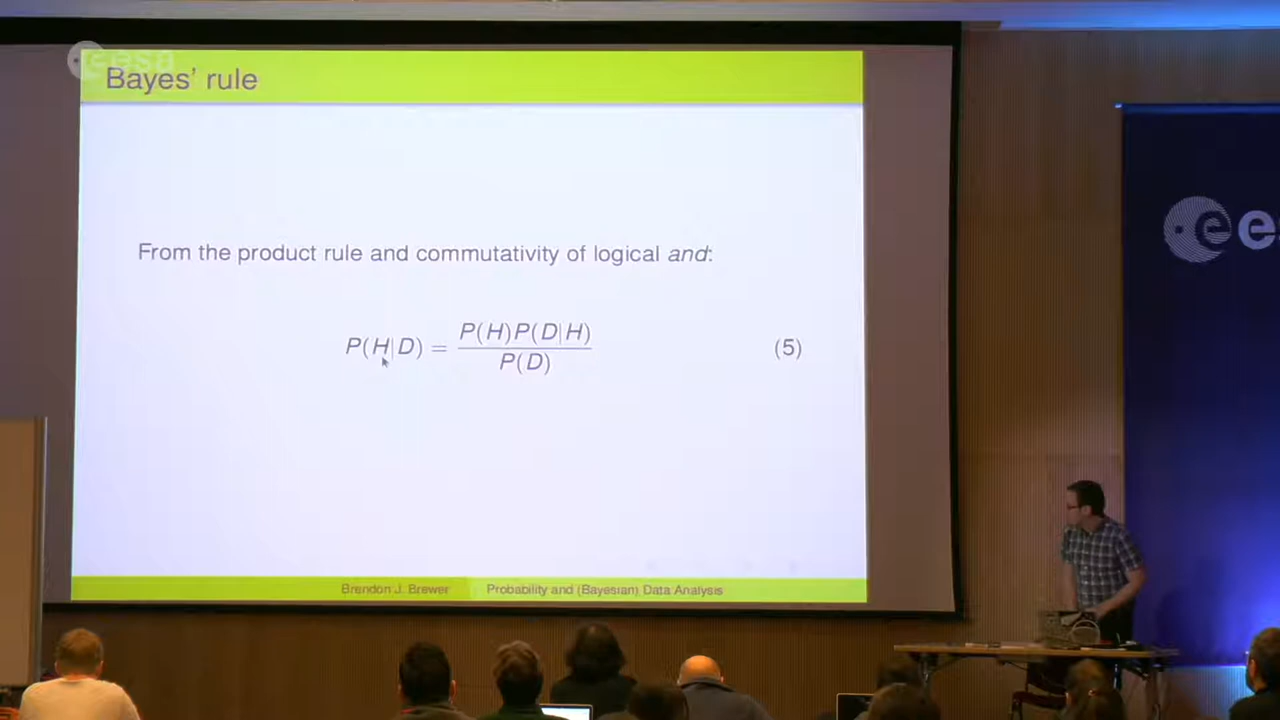 esa
Bayes' rule
From the product rule and commutativity of logical and:
P(H|D) = P(H)P(D|H) / P(D) (5)
Brendon J. Brewer Probability and (Bayesian) Data Analysis